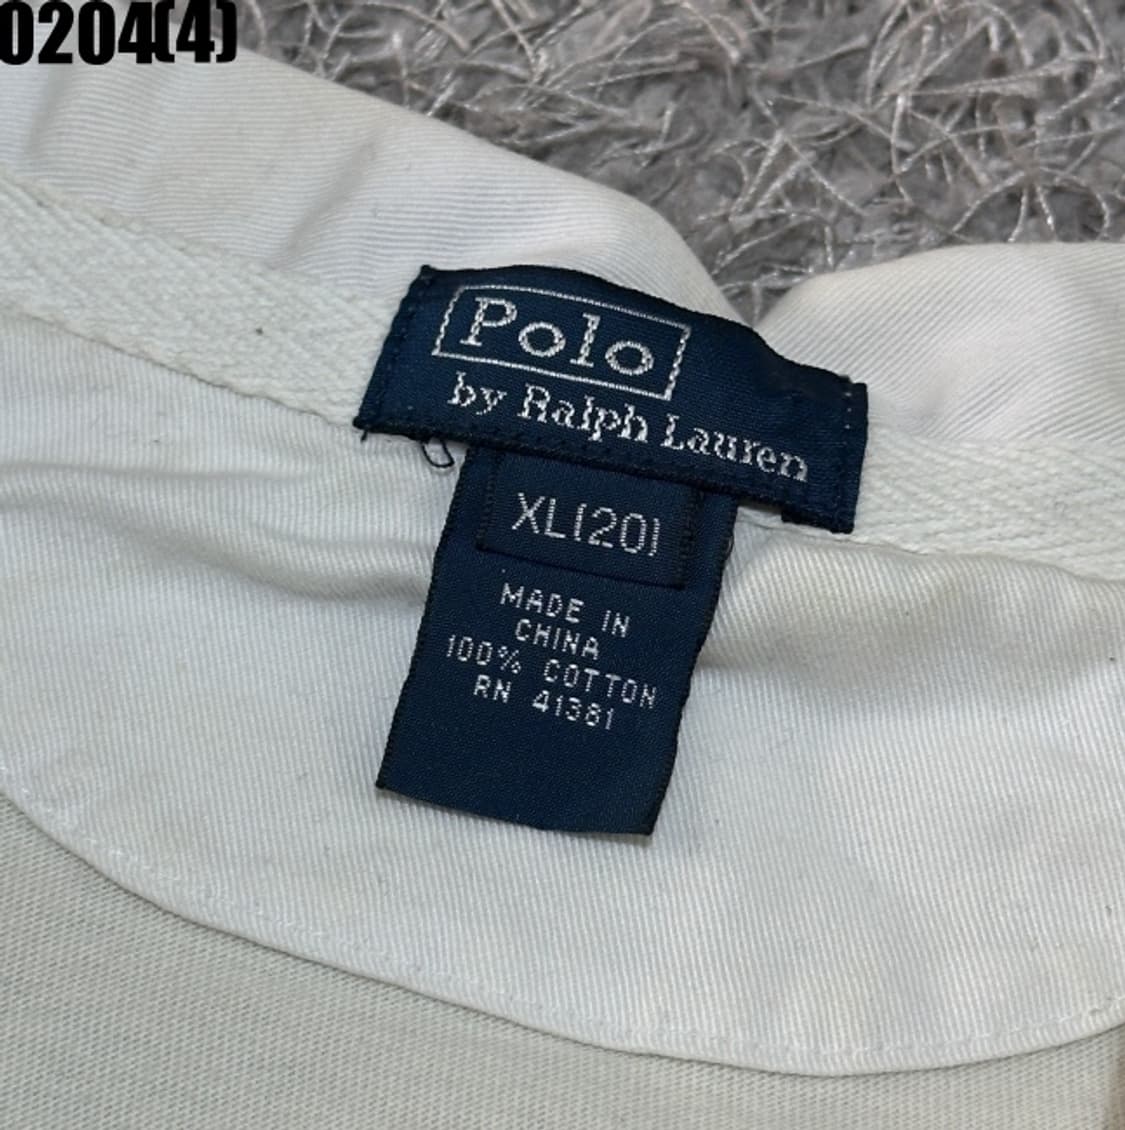 0204(4)
Polo
by Ralph Lauren
XL(20)
MADE IN
CHINA
100% COTTON
RN 41381